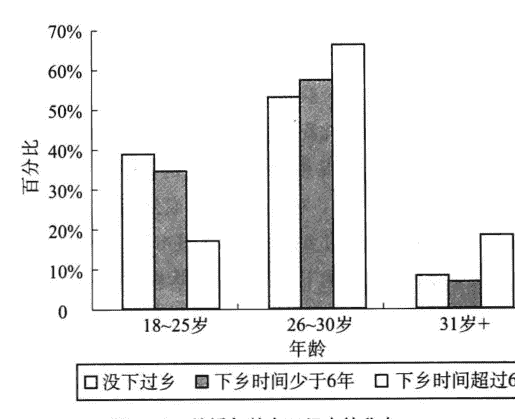 70%
60%
50%
40%
30%
20%
10%
0
百分比
18~25岁
26~30岁
31岁+
年龄
没下过乡
下乡时间少于6年
下乡时间超过6